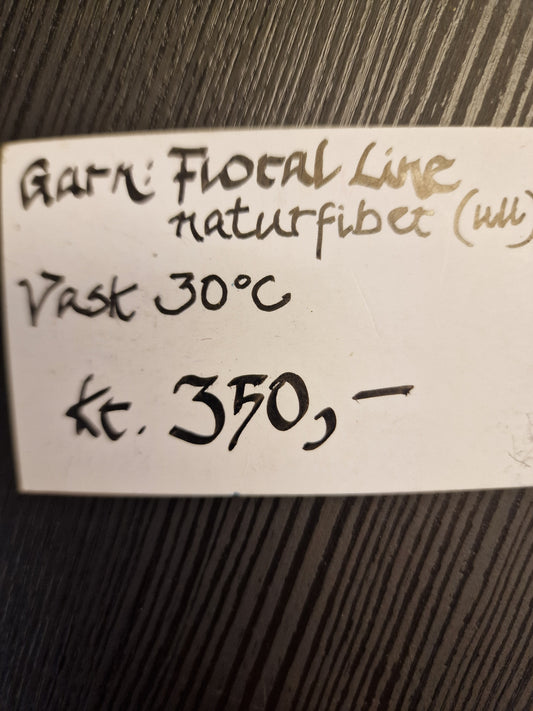 Garn: Floral Line
naturfiber (ull)
Vask 30°C
kr. 350,-